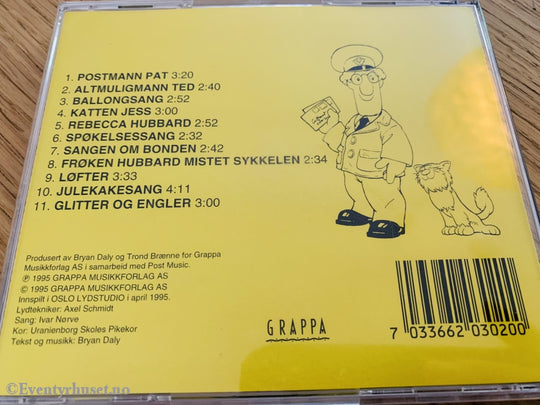 1. POSTMANN PAT 3:20
2. ALTMULIGMANN TED 2:40
3. BALLONGSANG 2:52
4. KATTEN JESS 3:00
5. REBECCA HUBBARD 2:52
6. SPØKELSESSANG 2:32
7. SANGEN OM BONDEN 2:42
8. FRØKEN HUBBARD MISTET SYKKELEN 2:34
9. LØFTER 3:33
10. JULEKAKESANG 4:11
11. GLITTER OG ENGLER 3:00
Produsert av Bryan Daly og Trond Brænne for Grappa
Musikkforlag AS i samarbeid med Post Music.
℗ 1995 GRAPPA MUSIKKFORLAG AS
© 1995 GRAPPA MUSIKKFORLAG AS
Innspilt i OSLO LYDSTUDIO i april 1995.
Lydtekniker: Axel Schmidt
Sang: Ivar Nørve
Kor: Uranienborg Skoles Pikekor
Tekst og musikk: Bryan Daly
GRAPPA
7 033662 030200
©Eventyrhuset.no